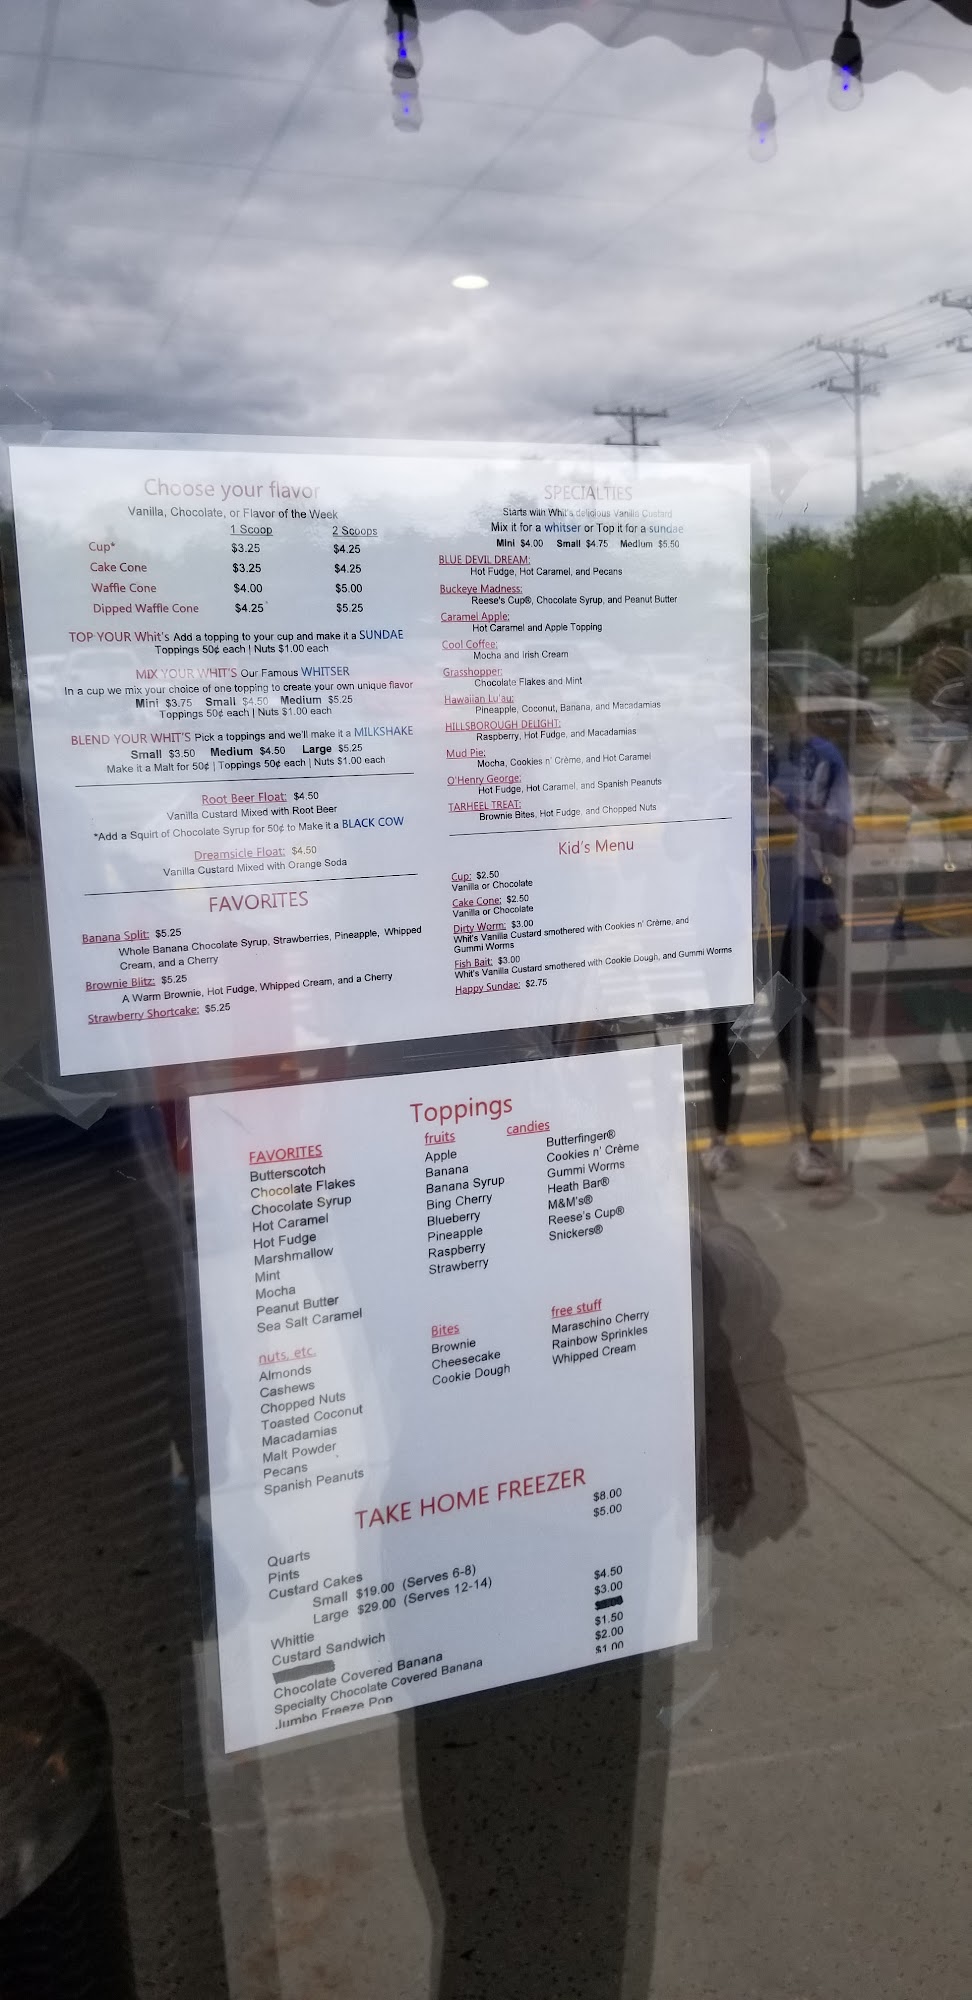 Choose your flavor
Vanilla, Chocolate, or Flavor of the Week
1 Scoop 2 Scoops
Cup* $3.25 $4.25
Cake Cone $3.25 $4.25
Waffle Cone $4.00 $5.00
Dipped Waffle Cone $4.25 $5.25
TOP YOUR Whit's Add a topping to your cup and make it a SUNDAE
Toppings 50¢ each | Nuts $1.00 each
MIX YOUR WHIT'S Our Famous WHITSER
In a cup we mix your choice of one topping to create your own unique flavor
Mini $3.75 Small $4.50 Medium $5.25
Toppings 50¢ each | Nuts $1.00 each
BLEND YOUR WHIT'S Pick a toppings and we'll make it a MILKSHAKE
Small $3.50 Medium $4.50 Large $5.25
Make it a Malt for 50¢ | Toppings 50¢ each | Nuts $1.00 each
Root Beer Float: $4.50
Vanilla Custard Mixed with Root Beer
*Add a Squirt of Chocolate Syrup for 50¢ to Make it a BLACK COW
Dreamsicle Float: $4.50
Vanilla Custard Mixed with Orange Soda
FAVORITES
Banana Split: $5.25
Whole Banana Chocolate Syrup, Strawberries, Pineapple, Whipped
Cream, and a Cherry
Brownie Blitz: $5.25
A Warm Brownie, Hot Fudge, Whipped Cream, and a Cherry
Strawberry Shortcake: $5.25
SPECIALTIES
Starts with Whit's delicious Vanilla Custard
Mix it for a whitser or Top it for a sundae
Mini $4.00 Small $4.75 Medium $5.50
BLUE DEVIL DREAM:
Hot Fudge, Hot Caramel, and Pecans
Buckeye Madness:
Reese's Cup®, Chocolate Syrup, and Peanut Butter
Caramel Apple:
Hot Caramel and Apple Topping
Cool Coffee:
Mocha and Irish Cream
Grasshopper:
Chocolate Flakes and Mint
Hawaiian Lu'au:
Pineapple, Coconut, Banana, and Macadamias
HILLSBOROUGH DELIGHT:
Raspberry, Hot Fudge, and Macadamias
Mud Pie:
Mocha, Cookies n' Crème, and Hot Caramel
O'Henry George:
Hot Fudge, Hot Caramel, and Spanish Peanuts
TARHEEL TREAT:
Brownie Bites, Hot Fudge, and Chopped Nuts
Kid's Menu
Cup: $2.50
Vanilla or Chocolate
Cake Cone: $2.50
Vanilla or Chocolate
Dirty Worm: $3.00
Whit's Vanilla Custard smothered with Cookies n' Crème, and
Gummi Worms
Fish Bait: $3.00
Whit's Vanilla Custard smothered with Cookie Dough, and Gummi Worms
Happy Sundae: $2.75
Toppings
FAVORITES
Butterscotch
Chocolate Flakes
Chocolate Syrup
Hot Caramel
Hot Fudge
Marshmallow
Mint
Mocha
Peanut Butter
Sea Salt Caramel
nuts, etc.
Almonds
Cashews
Chopped Nuts
Toasted Coconut
Macadamias
Malt Powder
Pecans
Spanish Peanuts
fruits
Apple
Banana
Banana Syrup
Bing Cherry
Blueberry
Pineapple
Raspberry
Strawberry
Bites
Brownie
Cheesecake
Cookie Dough
candies
Butterfinger®
Cookies n' Crème
Gummi Worms
Heath Bar®
M&M's®
Reese's Cup®
Snickers®
free stuff
Maraschino Cherry
Rainbow Sprinkles
Whipped Cream
TAKE HOME FREEZER
Quarts $8.00
Pints $5.00
Custard Cakes
Small $19.00 (Serves 6-8)
Large $29.00 (Serves 12-14)
Whittie $4.50
Custard Sandwich $3.00
Chocolate Covered Banana $1.50
Specialty Chocolate Covered Banana $2.00
Jumbo Freeze Pop $1.00